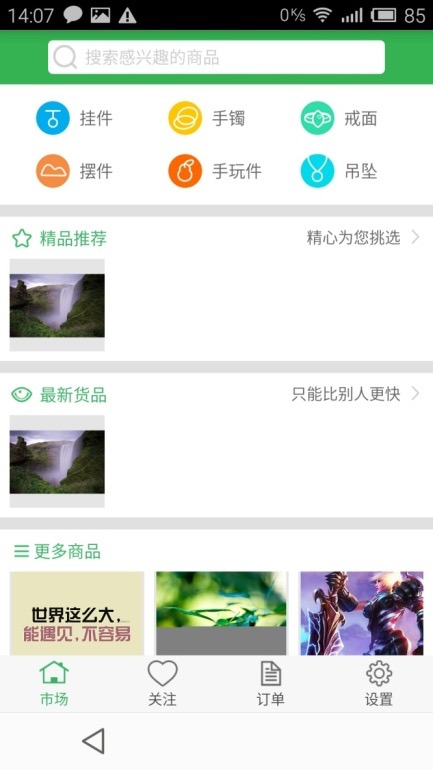 14:07 0K/s 85
搜索感兴趣的商品
挂件 手镯 戒面
摆件 手玩件 吊坠
精品推荐 精心为您挑选
最新货品 只能比别人更快
更多商品
世界这么大,
能遇见,不容易
市场 关注 订单 设置